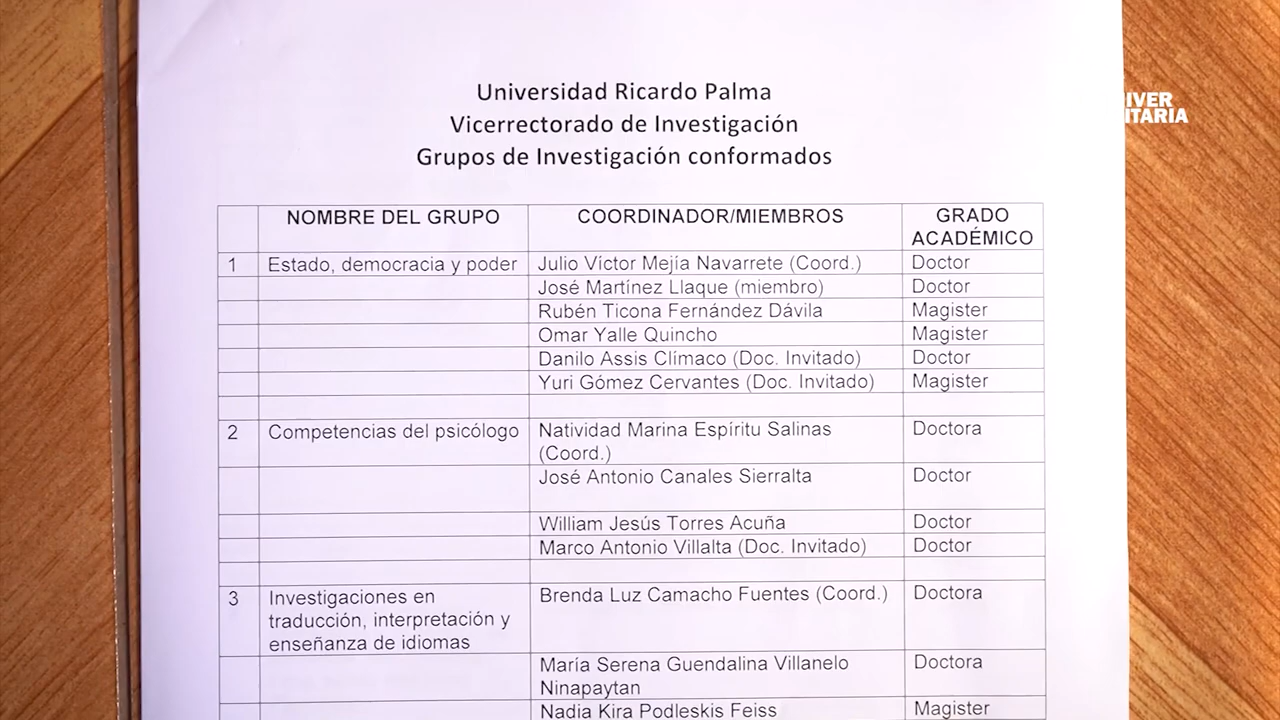 Universidad Ricardo Palma
Vicerrectorado de Investigación
Grupos de Investigación conformados
NOMBRE DEL GRUPO COORDINADOR/MIEMBROS GRADO ACADÉMICO
1 Estado, democracia y poder Julio Víctor Mejía Navarrete (Coord.) Doctor
José Martínez Llaque (miembro) Doctor
Rubén Ticona Fernández Dávila Magister
Omar Yalle Quincho Magister
Danilo Assis Clímaco (Doc. Invitado) Doctor
Yuri Gómez Cervantes (Doc. Invitado) Magister
2 Competencias del psicólogo Natividad Marina Espíritu Salinas Doctora
(Coord.)
José Antonio Canales Sierralta Doctor
William Jesús Torres Acuña Doctor
Marco Antonio Villalta (Doc. Invitado) Doctor
3 Investigaciones en Brenda Luz Camacho Fuentes (Coord.) Doctora
traducción, interpretación y
enseñanza de idiomas
María Serena Guendalina Villanelo Doctora
Ninapaytan
Nadia Kira Podleskis Feiss Magister
IVER
ITARIA